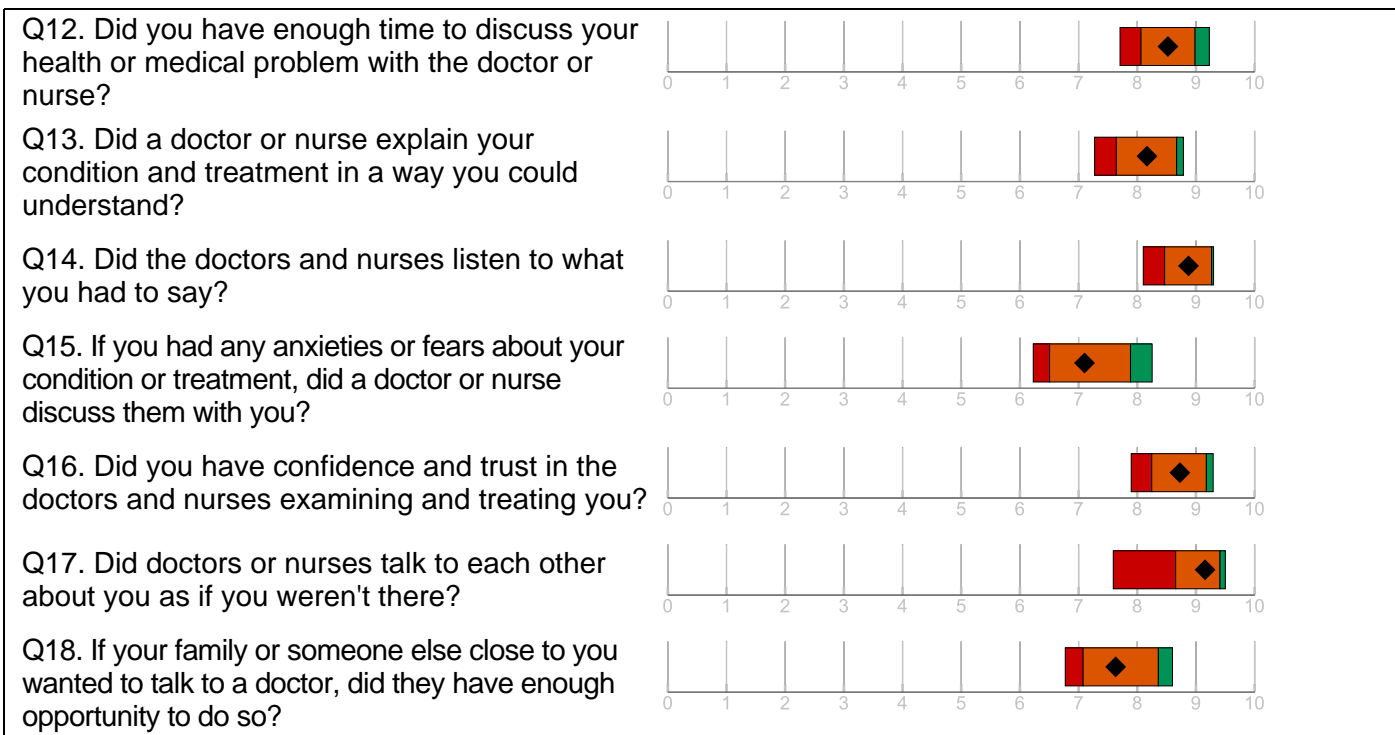 Q12. Did you have enough time to discuss your
health or medical problem with the doctor or
nurse?
0 1 2 3 4 5 6 7 8 9 10
Q13. Did a doctor or nurse explain your
condition and treatment in a way you could
understand?
0 1 2 3 4 5 6 7 8 9 10
Q14. Did the doctors and nurses listen to what
you had to say?
0 1 2 3 4 5 6 7 8 9 10
Q15. If you had any anxieties or fears about your
condition or treatment, did a doctor or nurse
discuss them with you?
0 1 2 3 4 5 6 7 8 9 10
Q16. Did you have confidence and trust in the
doctors and nurses examining and treating you?
0 1 2 3 4 5 6 7 8 9 10
Q17. Did doctors or nurses talk to each other
about you as if you weren't there?
0 1 2 3 4 5 6 7 8 9 10
Q18. If your family or someone else close to you
wanted to talk to a doctor, did they have enough
opportunity to do so?
0 1 2 3 4 5 6 7 8 9 10